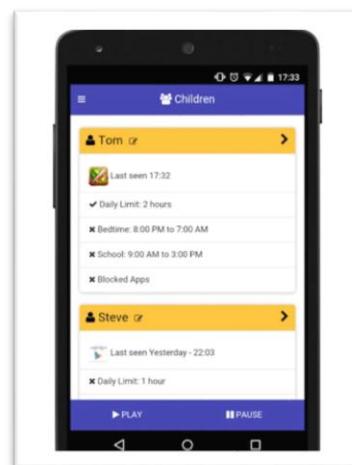 17:33
Children
Tom
Last seen 17:32
Daily Limit: 2 hours
Bedtime: 8:00 PM to 7:00 AM
School: 9:00 AM to 3:00 PM
Blocked Apps
Steve
Last seen Yesterday - 22:03
Daily Limit: 1 hour
PLAY PAUSE